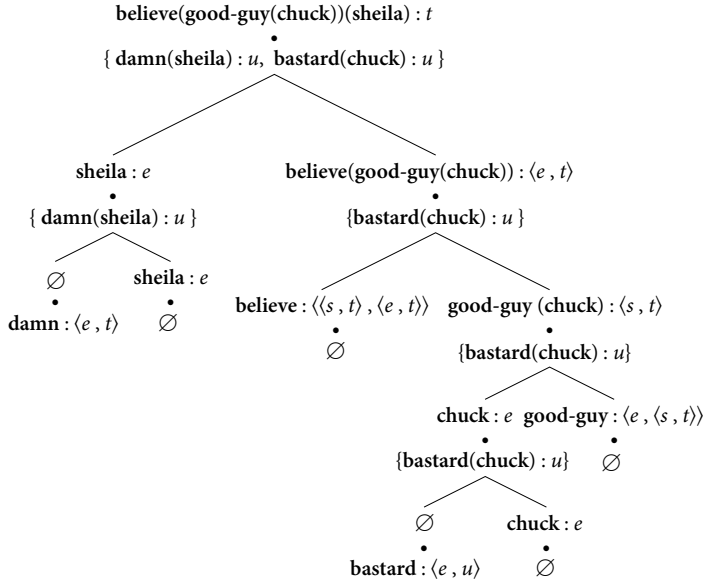 believe(good-guy(chuck))(sheila) : t
•
{ damn(sheila) : u, bastard(chuck) : u }
sheila : e believe(good-guy(chuck)) : ⟨e , t⟩
• •
{ damn(sheila) : u } {bastard(chuck) : u }
∅ sheila : e
• •
damn : ⟨e , t⟩ ∅
believe : ⟨⟨s , t⟩ , ⟨e , t⟩⟩ good-guy (chuck) : ⟨s , t⟩
• •
∅ {bastard(chuck) : u}
chuck : e good-guy : ⟨e , ⟨s , t⟩⟩
• •
{bastard(chuck) : u} ∅
∅ chuck : e
• •
bastard : ⟨e , u⟩ ∅